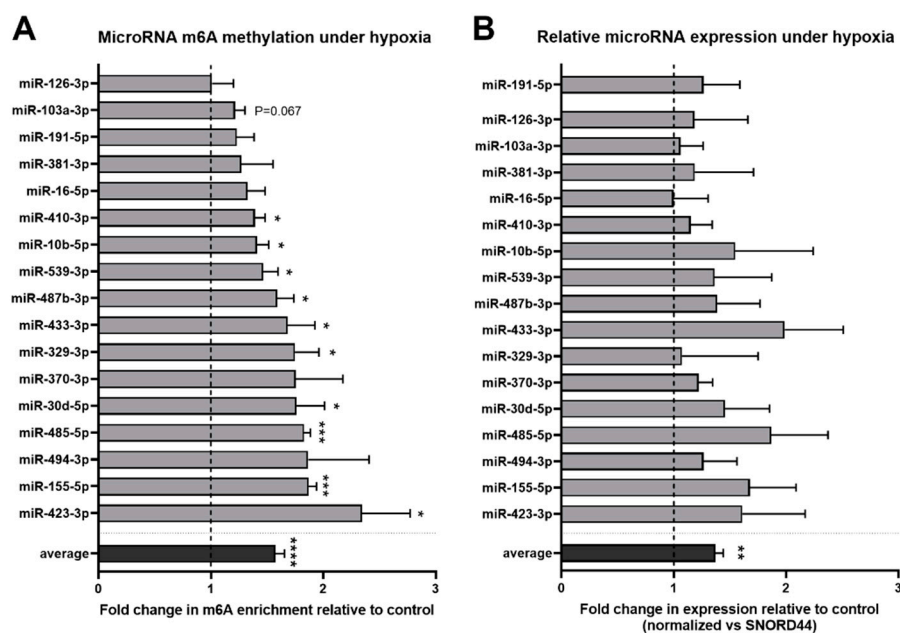 A
MicroRNA m6A methylation under hypoxia
miR-126-3p
miR-103a-3p
P=0.067
miR-191-5p
miR-381-3p
miR-16-5p
miR-410-3p
*
miR-10b-5p
*
miR-539-3p
*
miR-487b-3p
*
miR-433-3p
*
miR-329-3p
*
miR-370-3p
miR-30d-5p
*
miR-485-5p
***
miR-494-3p
miR-155-5p
***
miR-423-3p
*
average
****
0 1 2 3
Fold change in m6A enrichment relative to control
B
Relative microRNA expression under hypoxia
miR-191-5p
miR-126-3p
miR-103a-3p
miR-381-3p
miR-16-5p
miR-410-3p
miR-10b-5p
miR-539-3p
miR-487b-3p
miR-433-3p
miR-329-3p
miR-370-3p
miR-30d-5p
miR-485-5p
miR-494-3p
miR-155-5p
miR-423-3p
average
**
0 1 2 3
Fold change in expression relative to control
(normalized vs SNORD44)